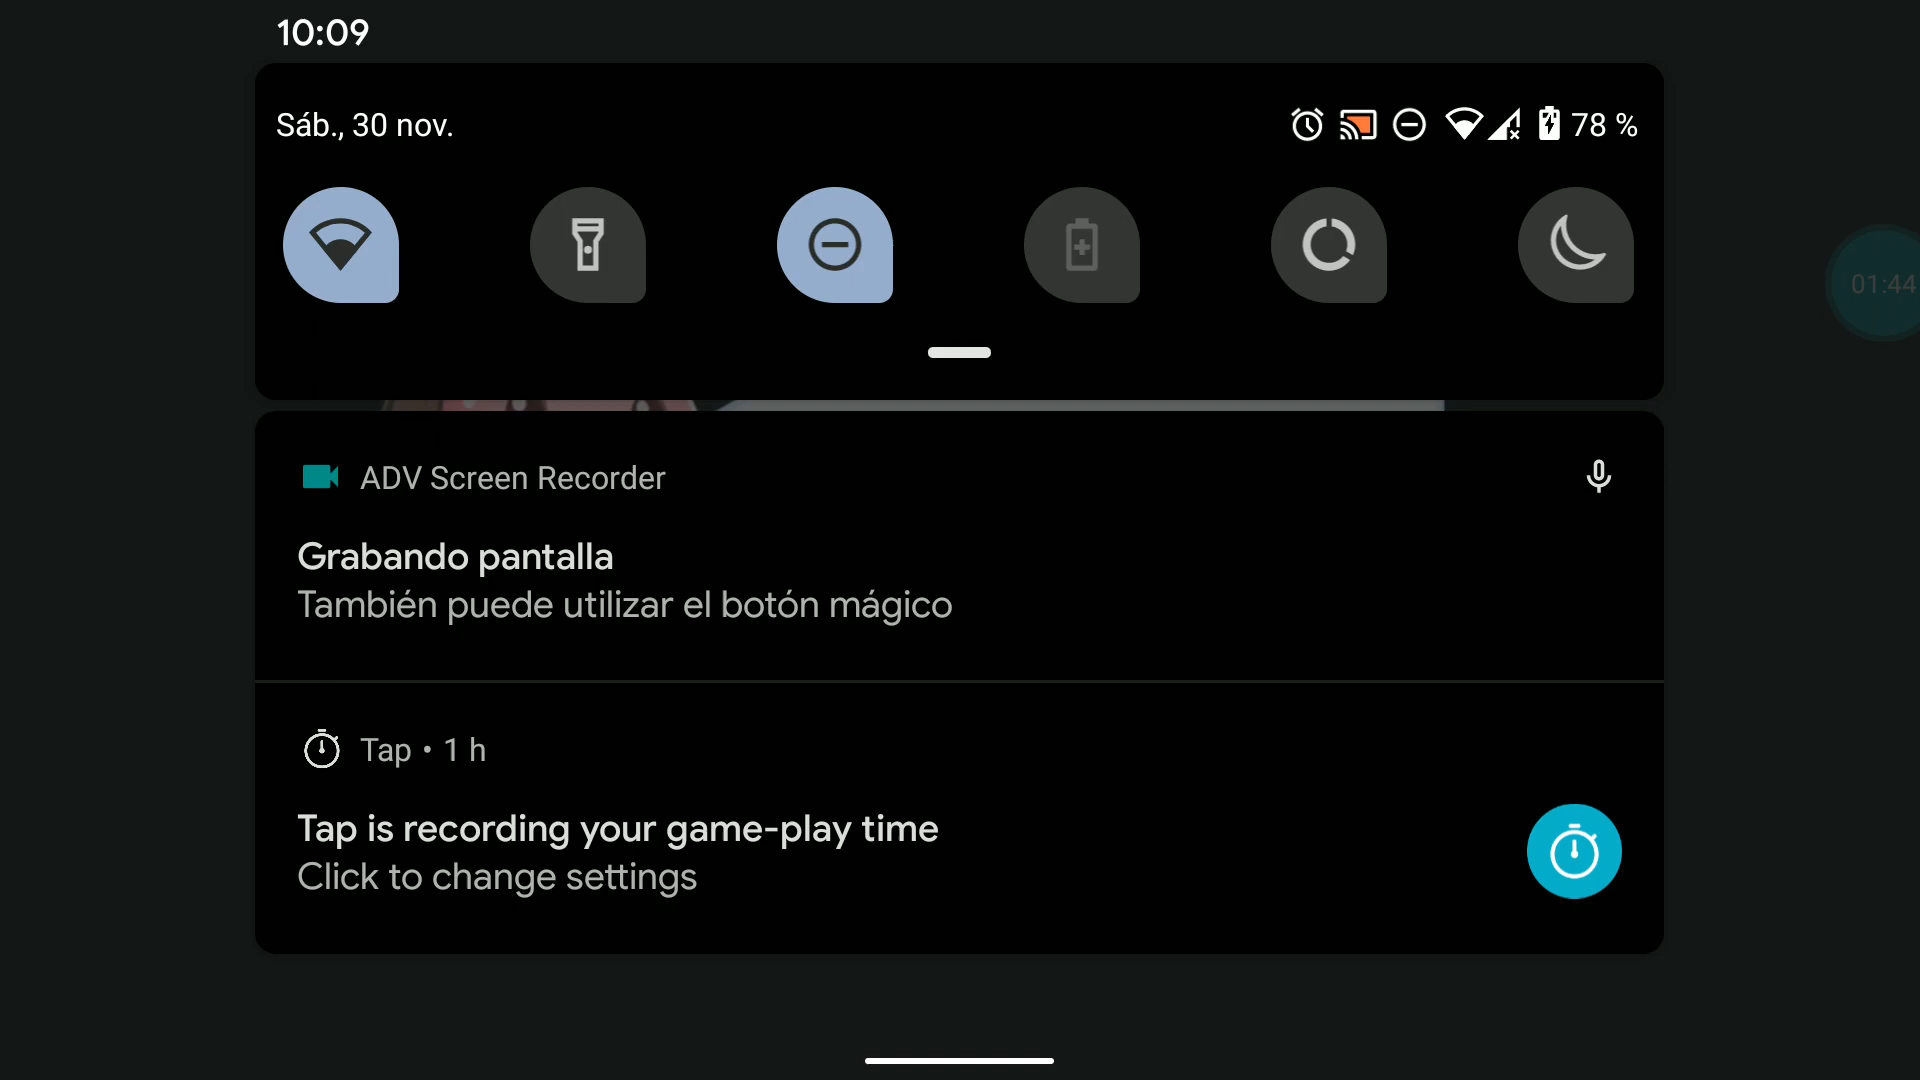 10:09
Sáb., 30 nov.
78 %
01:44
ADV Screen Recorder
Grabando pantalla
También puede utilizar el botón mágico
Tap • 1 h
Tap is recording your game-play time
Click to change settings